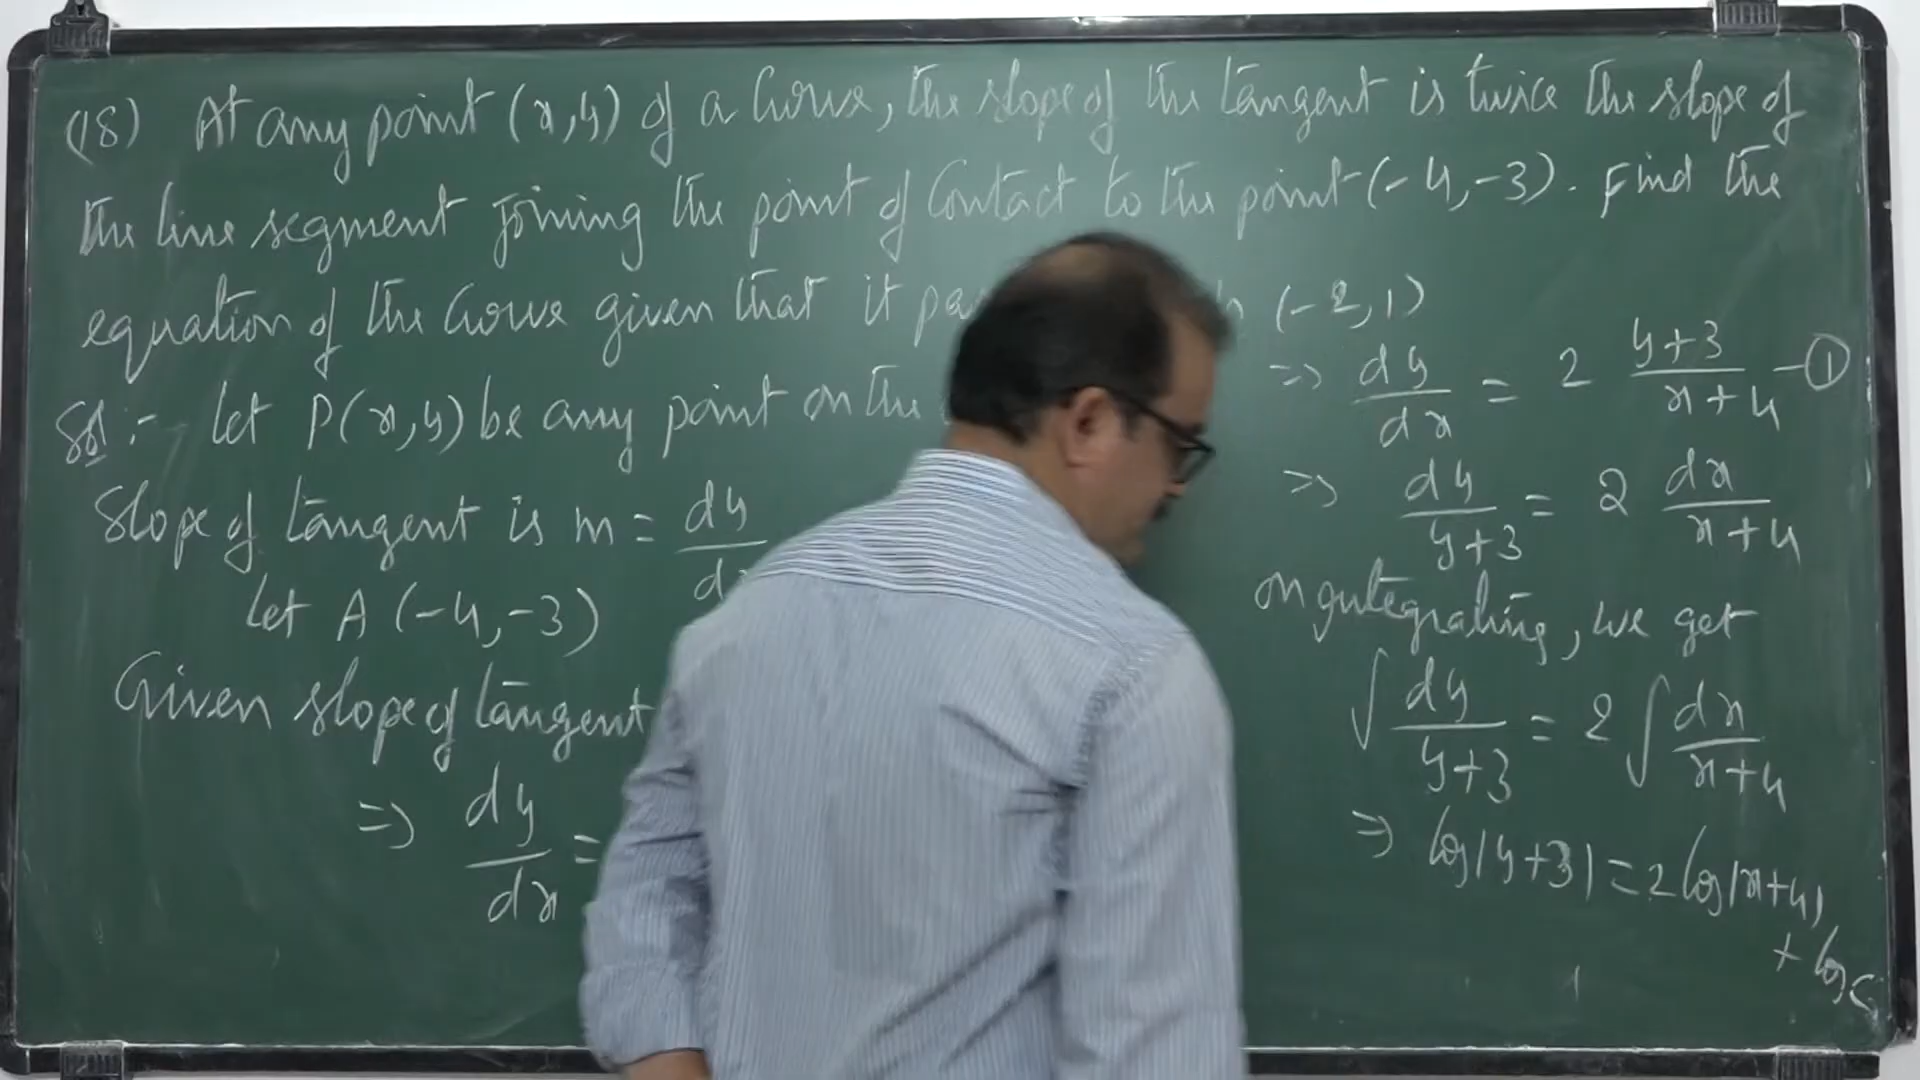 (18) At any point (x,y) of a Curve, the slope of the tangent is twice the slope of
the line segment joining the point of Contact to the point (-4,-3). Find the
equation of the Curve given that it (-2,1)
Sol:- Let P(x,y) be any point on the
Slope of tangent is m = dy
Let A (-4,-3)
Given slope of tangent
=> dy/dx =
=> dy/dx = 2 (y+3)/(x+4) -①
=> dy/(y+3) = 2 dx/(x+4)
on integrating, we get
∫ dy/(y+3) = 2 ∫ dx/(x+4)
=> log|y+3| = 2 log|x+4|
+ log c